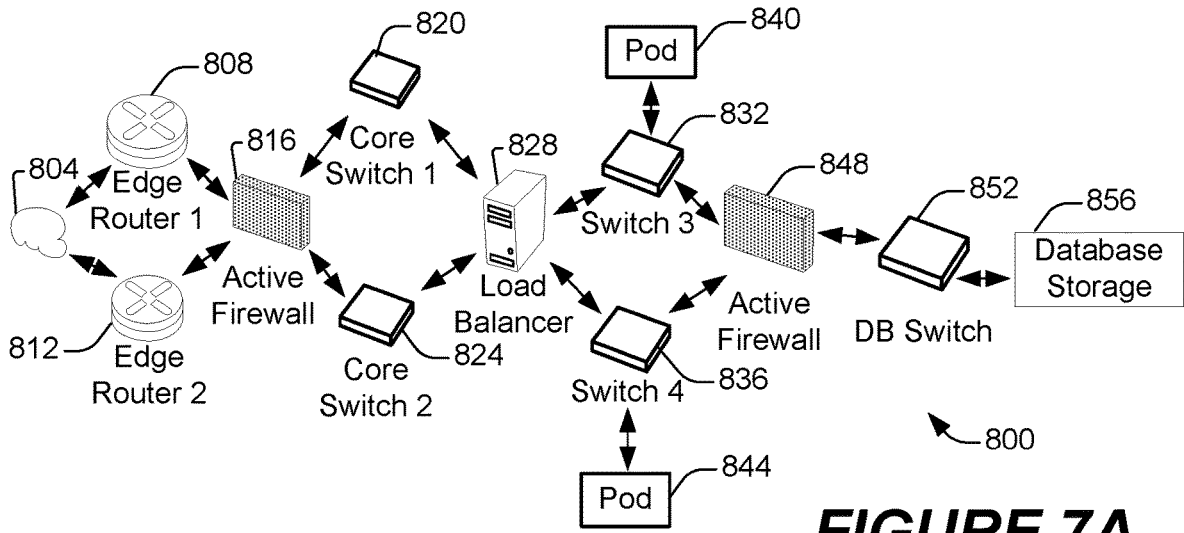 820
840
Pod
808
832
816
Core
Switch 1
828
848
804
Edge
Router 1
852
856
Switch 3
Database
Storage
Active
Firewall
Load
Balancer
Active
Firewall
DB Switch
812
Edge
Router 2
824
Core
Switch 2
836
Switch 4
800
844
Pod
FIGURE 7A